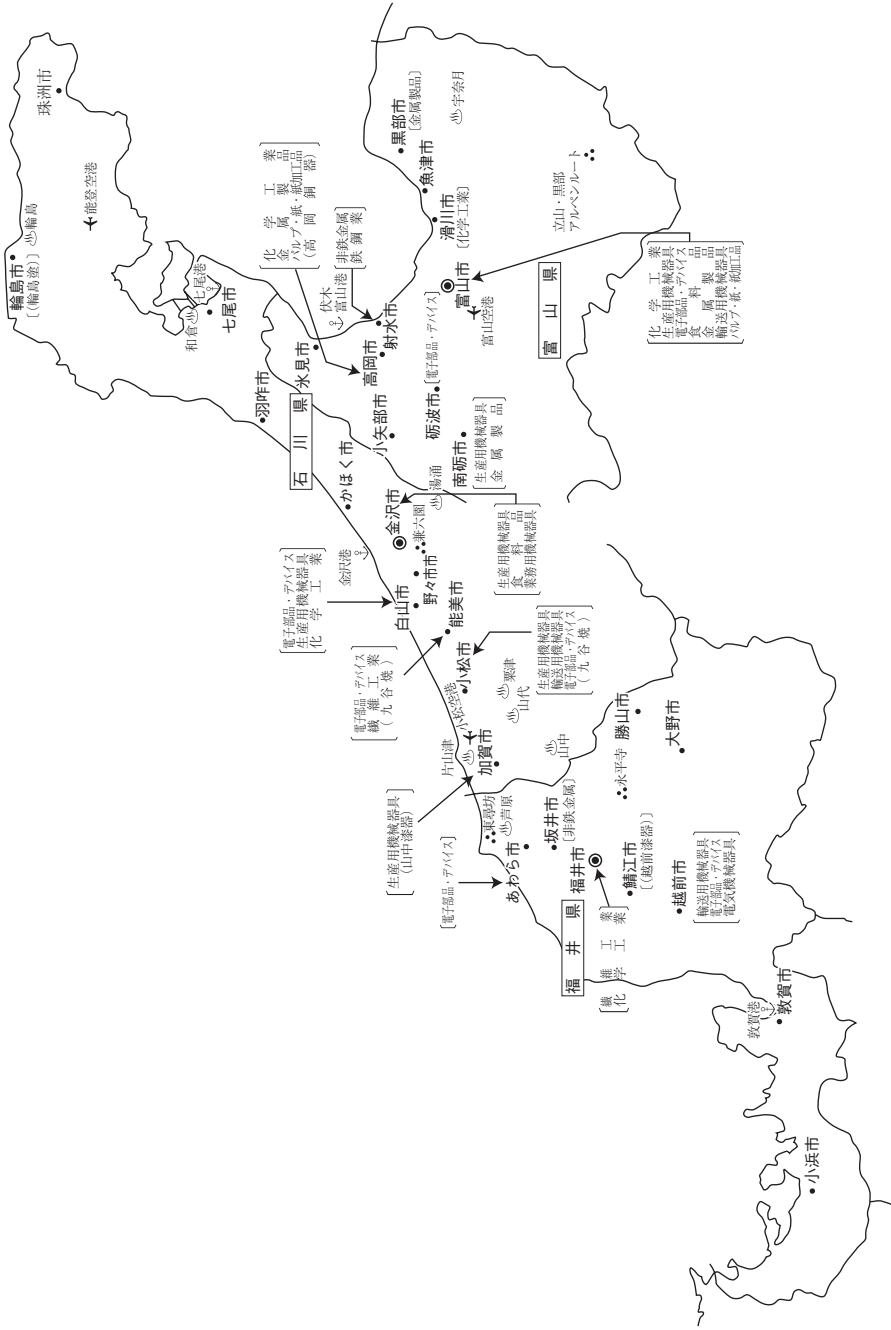 珠洲市
能登空港
輪島市
[(輪島塗)]
輪島
七尾港
和倉
七尾市
羽咋市
石川県
かほく市
金沢港
金沢市
兼六園
湯涌
生産用機械器具
食料品
業務用機械器具
白山市
野々市市
電子部品・デバイス
生産用機械器具
化学工業
能美市
電子部品・デバイス
繊維工業
(九谷焼)
小松市
小松空港
生産用機械器具
輸送用機械器具
電子部品・デバイス
(九谷焼)
粟津
山代
片山津
加賀市
山中
生産用機械器具
(山中漆器)
黒部市
[金属製品]
宇奈月
魚津市
滑川市
[化学工業]
立山・黒部
アルペンルート
富山市
富山空港
富山県
化学工業
生産用機械器具
電子部品・デバイス
食料品
金属製品
輸送用機械器具
パルプ・紙・紙加工品
伏木
富山港
射水市
非鉄金属
鉄鋼業
氷見市
高岡市
化学工業
金属製品
パルプ・紙・紙加工品
(高岡銅器)
小矢部市
砺波市
[電子部品・デバイス]
南砺市
生産用機械器具
金属製品
東尋坊
芦原
あわら市
[電子部品・デバイス]
坂井市
[非鉄金属]
永平寺
勝山市
大野市
福井県
福井市
繊維工業
化学工業
鯖江市
[(越前漆器)]
越前市
輸送用機械器具
電子部品・デバイス
電気機械器具
敦賀港
敦賀市
小浜市